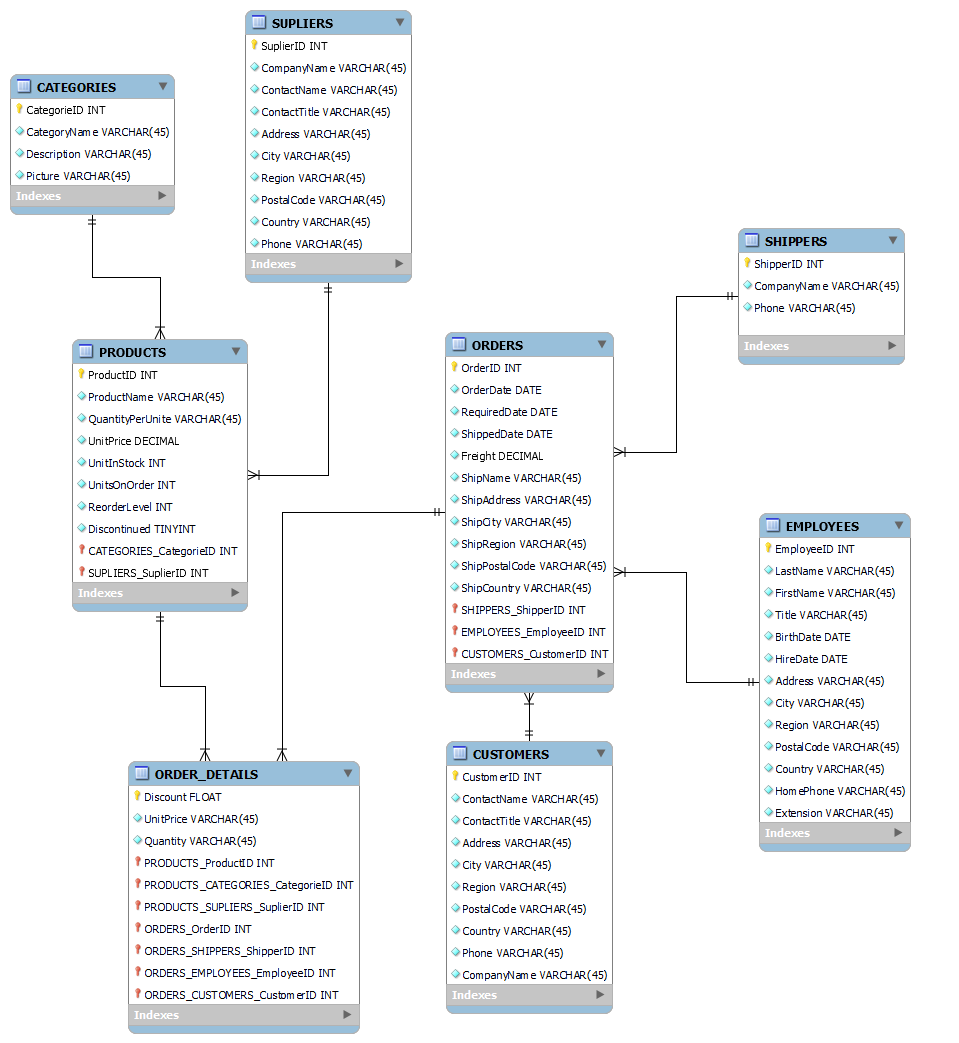 SUPLIERS
SuplierID INT
CompanyName VARCHAR(45)
ContactName VARCHAR(45)
ContactTitle VARCHAR(45)
Address VARCHAR(45)
City VARCHAR(45)
Region VARCHAR(45)
PostalCode VARCHAR(45)
Country VARCHAR(45)
Phone VARCHAR(45)
Indexes
CATEGORIES
CategorieID INT
CategoryName VARCHAR(45)
Description VARCHAR(45)
Picture VARCHAR(45)
Indexes
SHIPPERS
ShipperID INT
CompanyName VARCHAR(45)
Phone VARCHAR(45)
Indexes
PRODUCTS
ProductID INT
ProductName VARCHAR(45)
QuantityPerUnite VARCHAR(45)
UnitPrice DECIMAL
UnitInStock INT
UnitsOnOrder INT
ReorderLevel INT
Discontinued TINYINT
CATEGORIES_CategorieID INT
SUPLIERS_SuplierID INT
Indexes
ORDERS
OrderID INT
OrderDate DATE
RequiredDate DATE
ShippedDate DATE
Freight DECIMAL
ShipName VARCHAR(45)
ShipAddress VARCHAR(45)
ShipCity VARCHAR(45)
ShipRegion VARCHAR(45)
ShipPostalCode VARCHAR(45)
ShipCountry VARCHAR(45)
SHIPPERS_ShipperID INT
EMPLOYEES_EmployeeID INT
CUSTOMERS_CustomerID INT
Indexes
EMPLOYEES
EmployeeID INT
LastName VARCHAR(45)
FirstName VARCHAR(45)
Title VARCHAR(45)
BirthDate DATE
HireDate DATE
Address VARCHAR(45)
City VARCHAR(45)
Region VARCHAR(45)
PostalCode VARCHAR(45)
Country VARCHAR(45)
HomePhone VARCHAR(45)
Extension VARCHAR(45)
Indexes
ORDER_DETAILS
Discount FLOAT
UnitPrice VARCHAR(45)
Quantity VARCHAR(45)
PRODUCTS_ProductID INT
PRODUCTS_CATEGORIES_CategorieID INT
PRODUCTS_SUPLIERS_SuplierID INT
ORDERS_OrderID INT
ORDERS_SHIPPERS_ShipperID INT
ORDERS_EMPLOYEES_EmployeeID INT
ORDERS_CUSTOMERS_CustomerID INT
Indexes
CUSTOMERS
CustomerID INT
ContactName VARCHAR(45)
ContactTitle VARCHAR(45)
Address VARCHAR(45)
City VARCHAR(45)
Region VARCHAR(45)
PostalCode VARCHAR(45)
Country VARCHAR(45)
Phone VARCHAR(45)
CompanyName VARCHAR(45)
Indexes